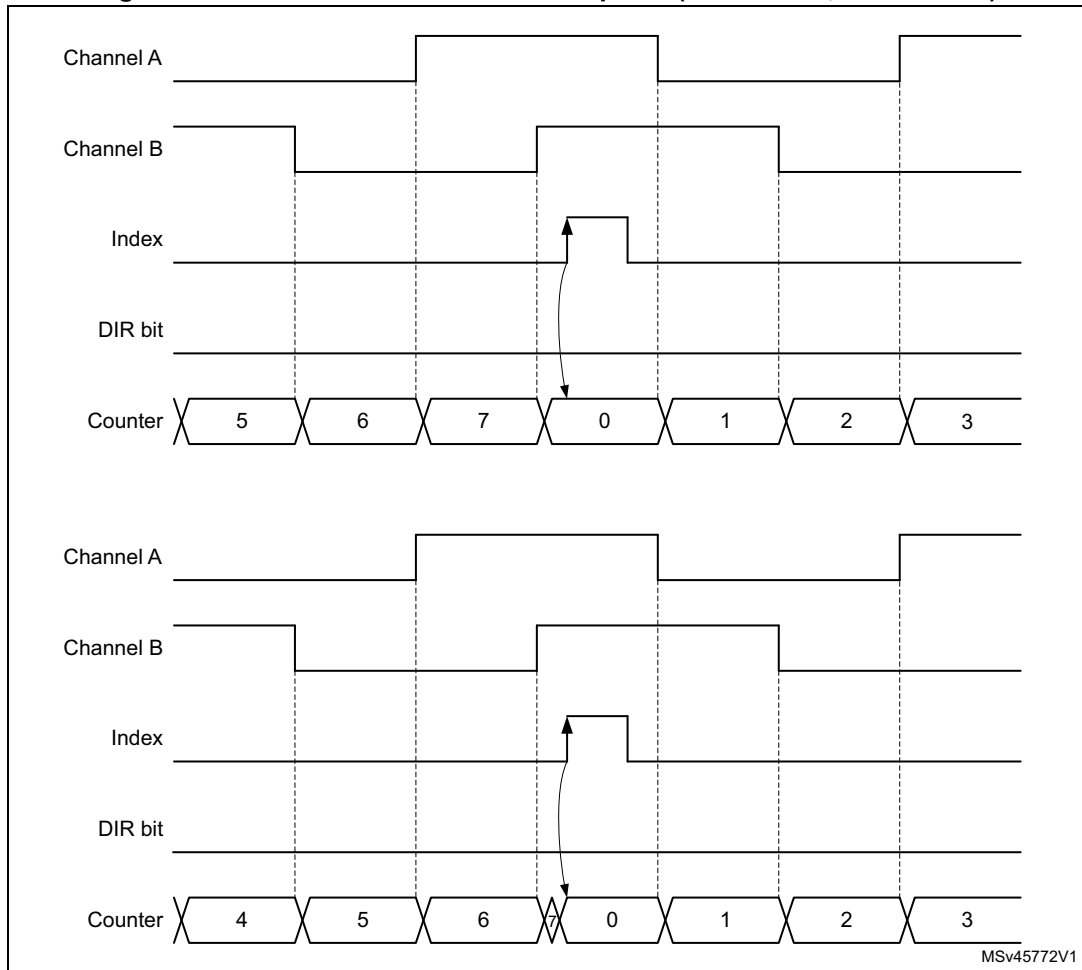 Channel A
Channel B
Index
DIR bit
Counter 5 6 7 0 1 2 3
Channel A
Channel B
Index
DIR bit
Counter 4 5 6 7 0 1 2 3
MSv45772V1